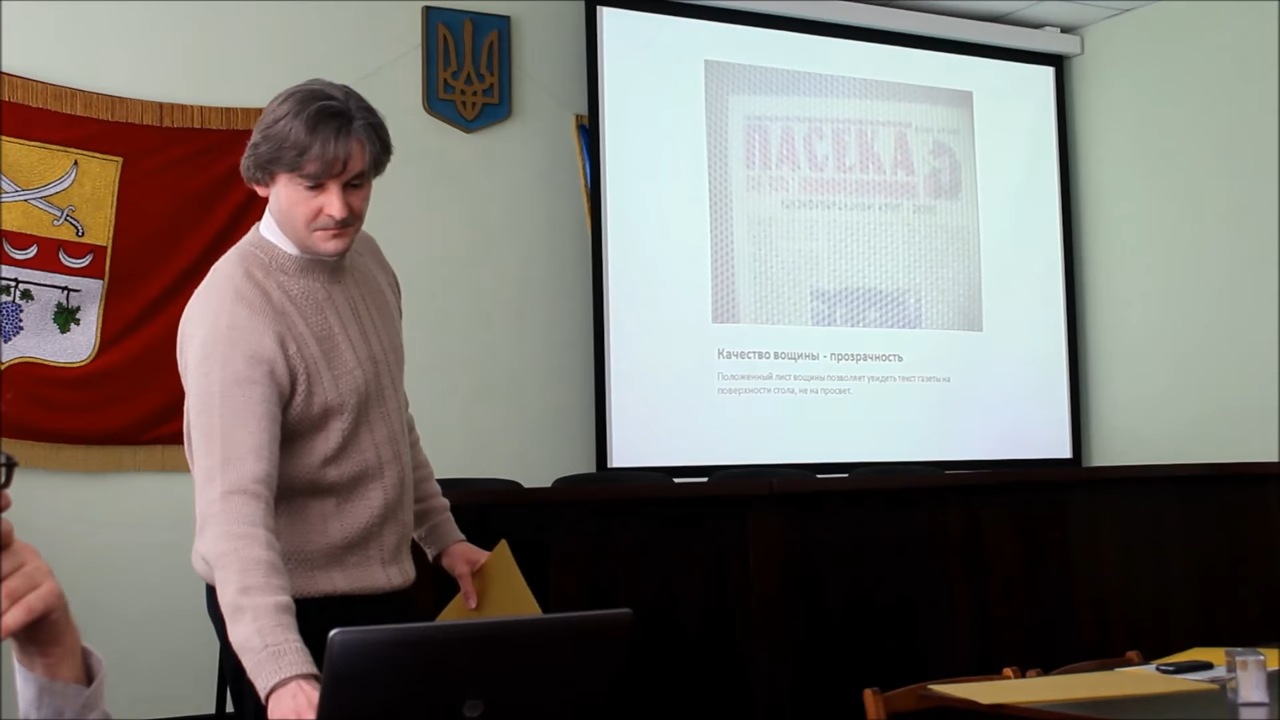 ПАСЕКА
Качество вощины - прозрачность
Положенный лист вощины позволяет увидеть текст газеты на
поверхности стола, не на просвет.